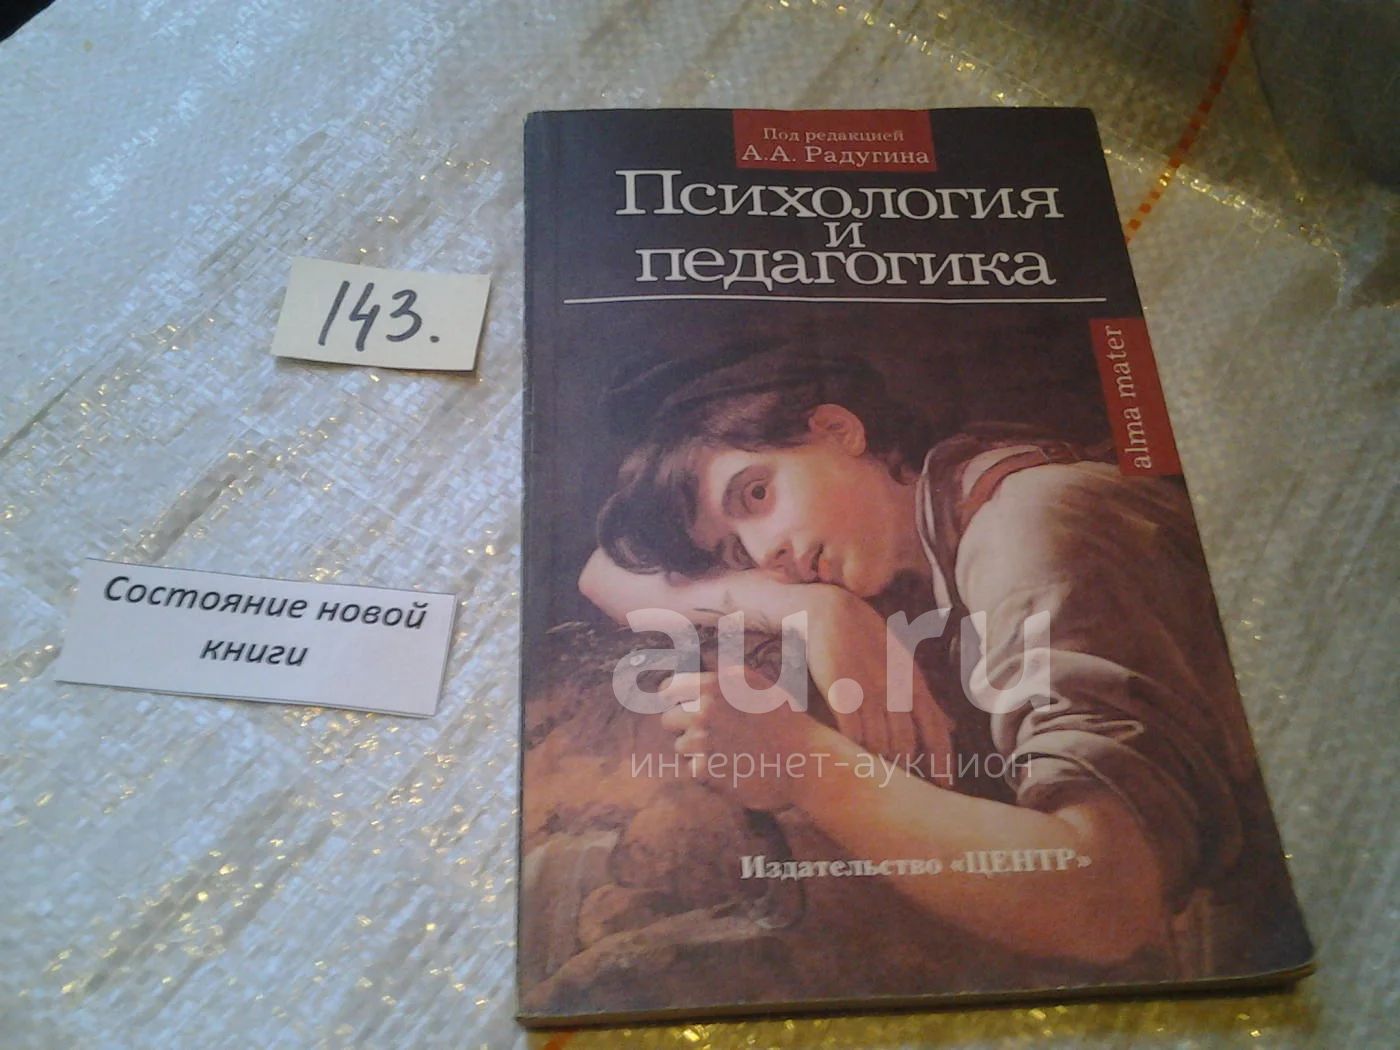 Под редакцией
А.А. Радугина
Психология
и
педагогика
alma mater
143.
Состояние новой
книги
au.ru
интернет-аукцион
Издательство «ЦЕНТР»